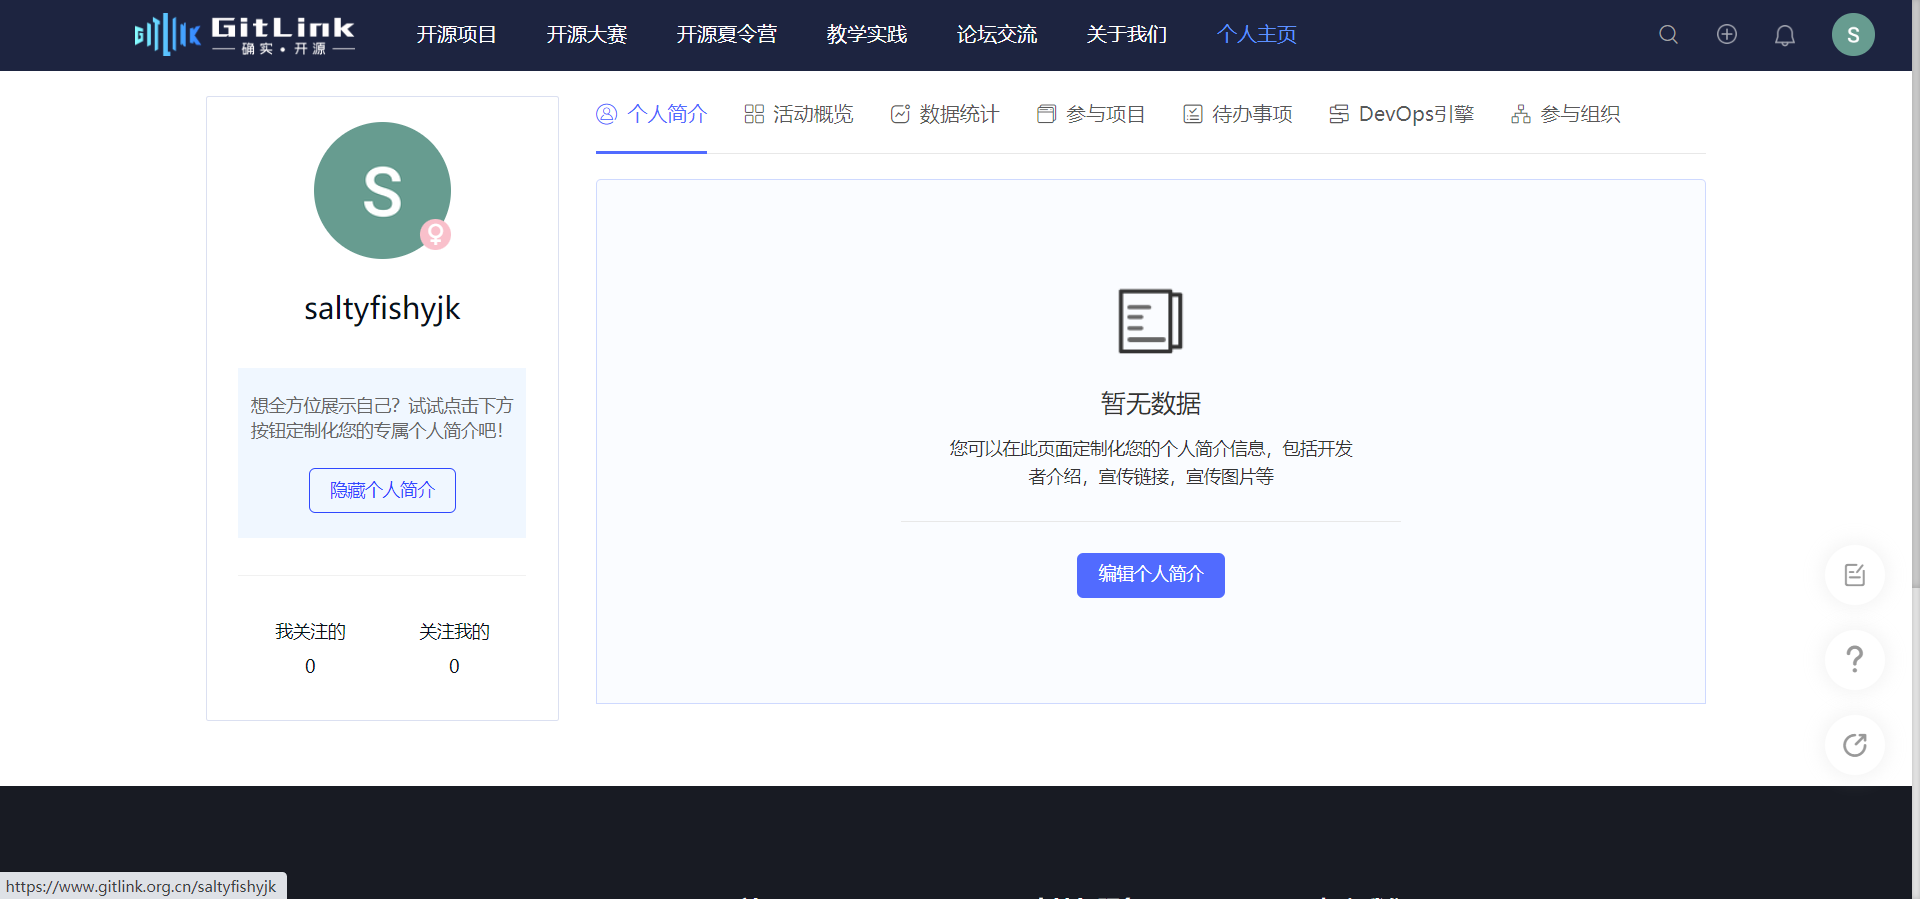 GitLink
确实·开源
开源项目 开源大赛 开源夏令营 教学实践 论坛交流 关于我们 个人主页
S
个人简介 活动概览 数据统计 参与项目 待办事项 DevOps引擎 参与组织
S
saltyfishyjk
想全方位展示自己？试试点击下方
按钮定制化您的专属个人简介吧！
隐藏个人简介
我关注的 关注我的
0 0
暂无数据
您可以在此页面定制化您的个人简介信息，包括开发
者介绍，宣传链接，宣传图片等
编辑个人简介
https://www.gitlink.org.cn/saltyfishyjk